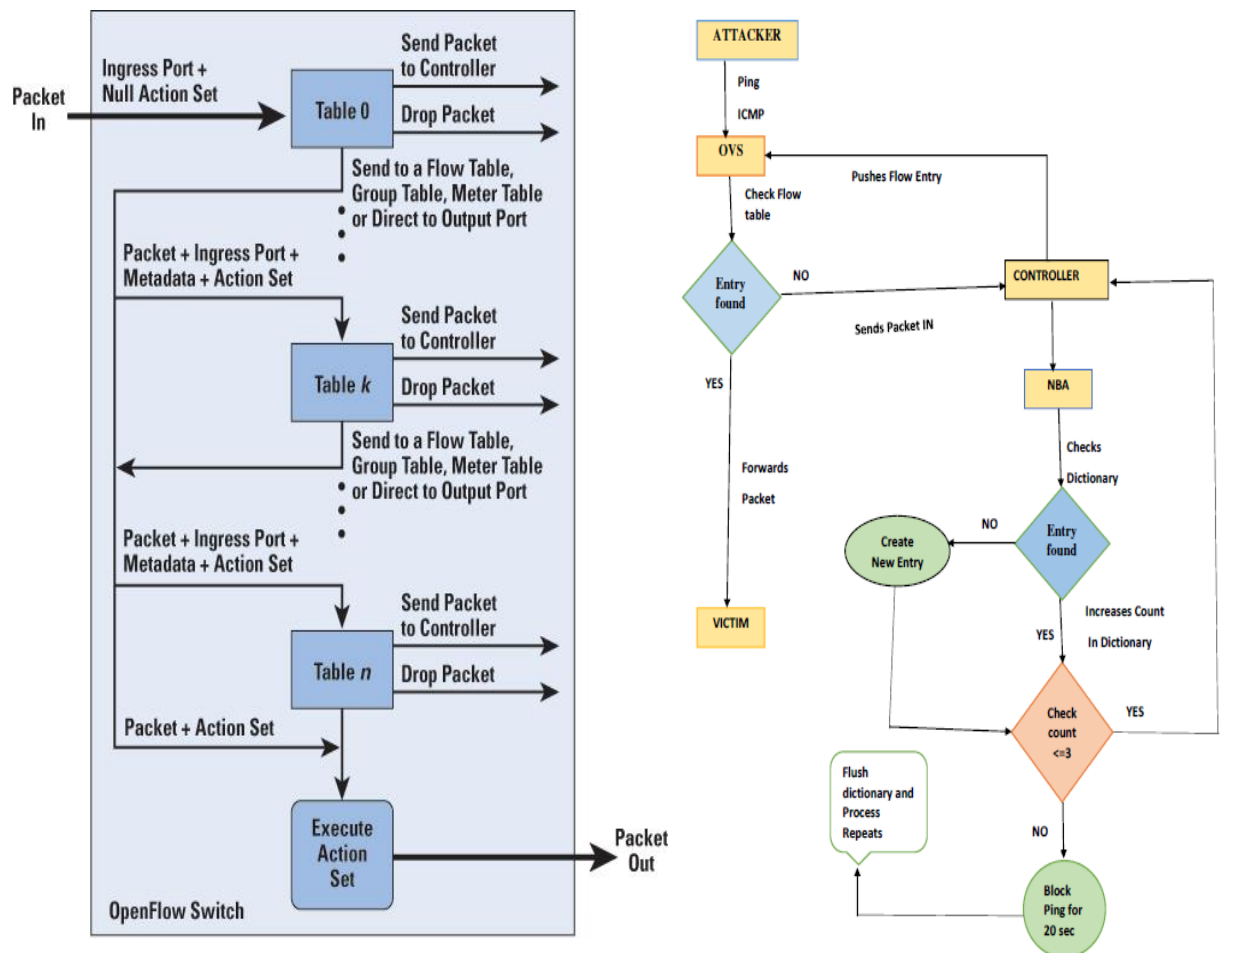 Packet
In
Ingress Port +
Null Action Set
Table 0
Send Packet
to Controller
Drop Packet
Send to a Flow Table,
Group Table, Meter Table
or Direct to Output Port
Packet + Ingress Port +
Metadata + Action Set
Table k
Send Packet
to Controller
Drop Packet
Send to a Flow Table,
Group Table, Meter Table
or Direct to Output Port
Packet + Ingress Port +
Metadata + Action Set
Table n
Send Packet
to Controller
Drop Packet
Packet + Action Set
Execute
Action
Set
Packet
Out
OpenFlow Switch
ATTACKER
Ping
ICMP
OVS
Pushes Flow Entry
Check Flow
table
Entry
found
NO
Sends Packet IN
CONTROLLER
YES
Forwards
Packet
VICTIM
NBA
Checks
Dictionary
Entry
found
NO
Create
New Entry
YES
Increases Count
In Dictionary
Check
count
<=3
YES
NO
Block
Ping for
20 sec
Flush
dictionary and
Process
Repeats